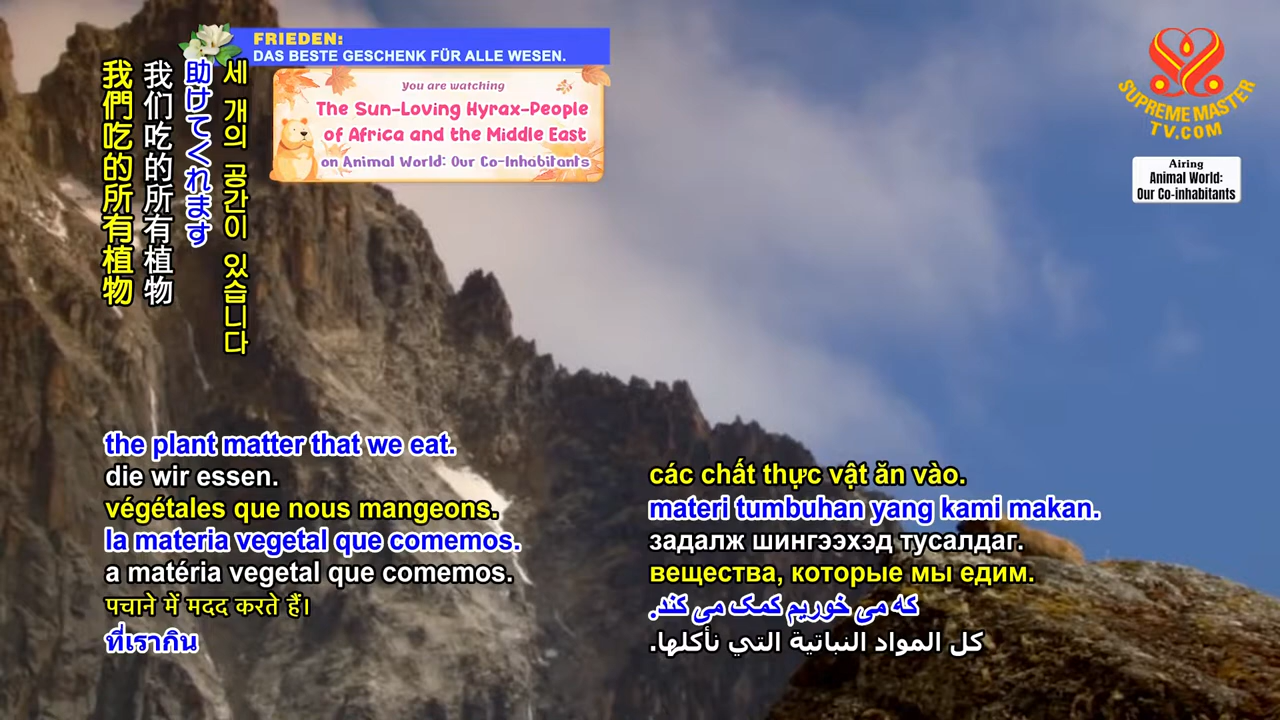 FRIEDEN:
DAS BESTE GESCHENK FÜR ALLE WESEN.
You are watching
The Sun-Loving Hyrax-People
of Africa and the Middle East
on Animal World: Our Co-Inhabitants
SUPREME MASTER
TV.COM
Airing
Animal World:
Our Co-inhabitants
세 개의 공간이 있습니다
助けてくれます
我们吃的所有植物
我們吃的所有植物
the plant matter that we eat.
die wir essen.
végétales que nous mangeons.
la materia vegetal que comemos.
a matéria vegetal que comemos.
पचाने में मदद करते हैं।
ที่เรากิน
các chất thực vật ăn vào.
materi tumbuhan yang kami makan.
задалж шингээхэд тусалдаг.
вещества, которые мы едим.
که می خوریم کمک می کند.
كل المواد النباتية التي نأكلها.